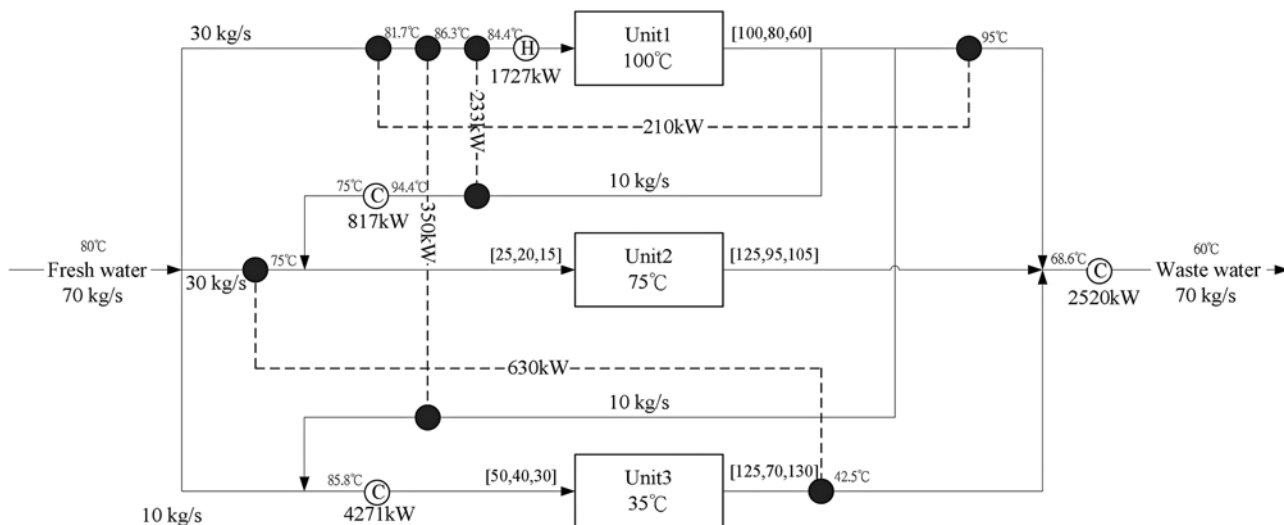 30 kg/s
81.7℃
86.3℃
84.4℃
H
1727kW
Unit1
100℃
[100,80,60]
95℃
233kW
210kW
75℃
C
94.4℃
817kW
10 kg/s
350kW
80℃
Fresh water
70 kg/s
30 kg/s
75℃
[25,20,15]
Unit2
75℃
[125,95,105]
68.6℃
C
2520kW
60℃
Waste water
70 kg/s
630kW
10 kg/s
85.8℃
C
4271kW
[50,40,30]
Unit3
35℃
[125,70,130]
42.5℃
10 kg/s